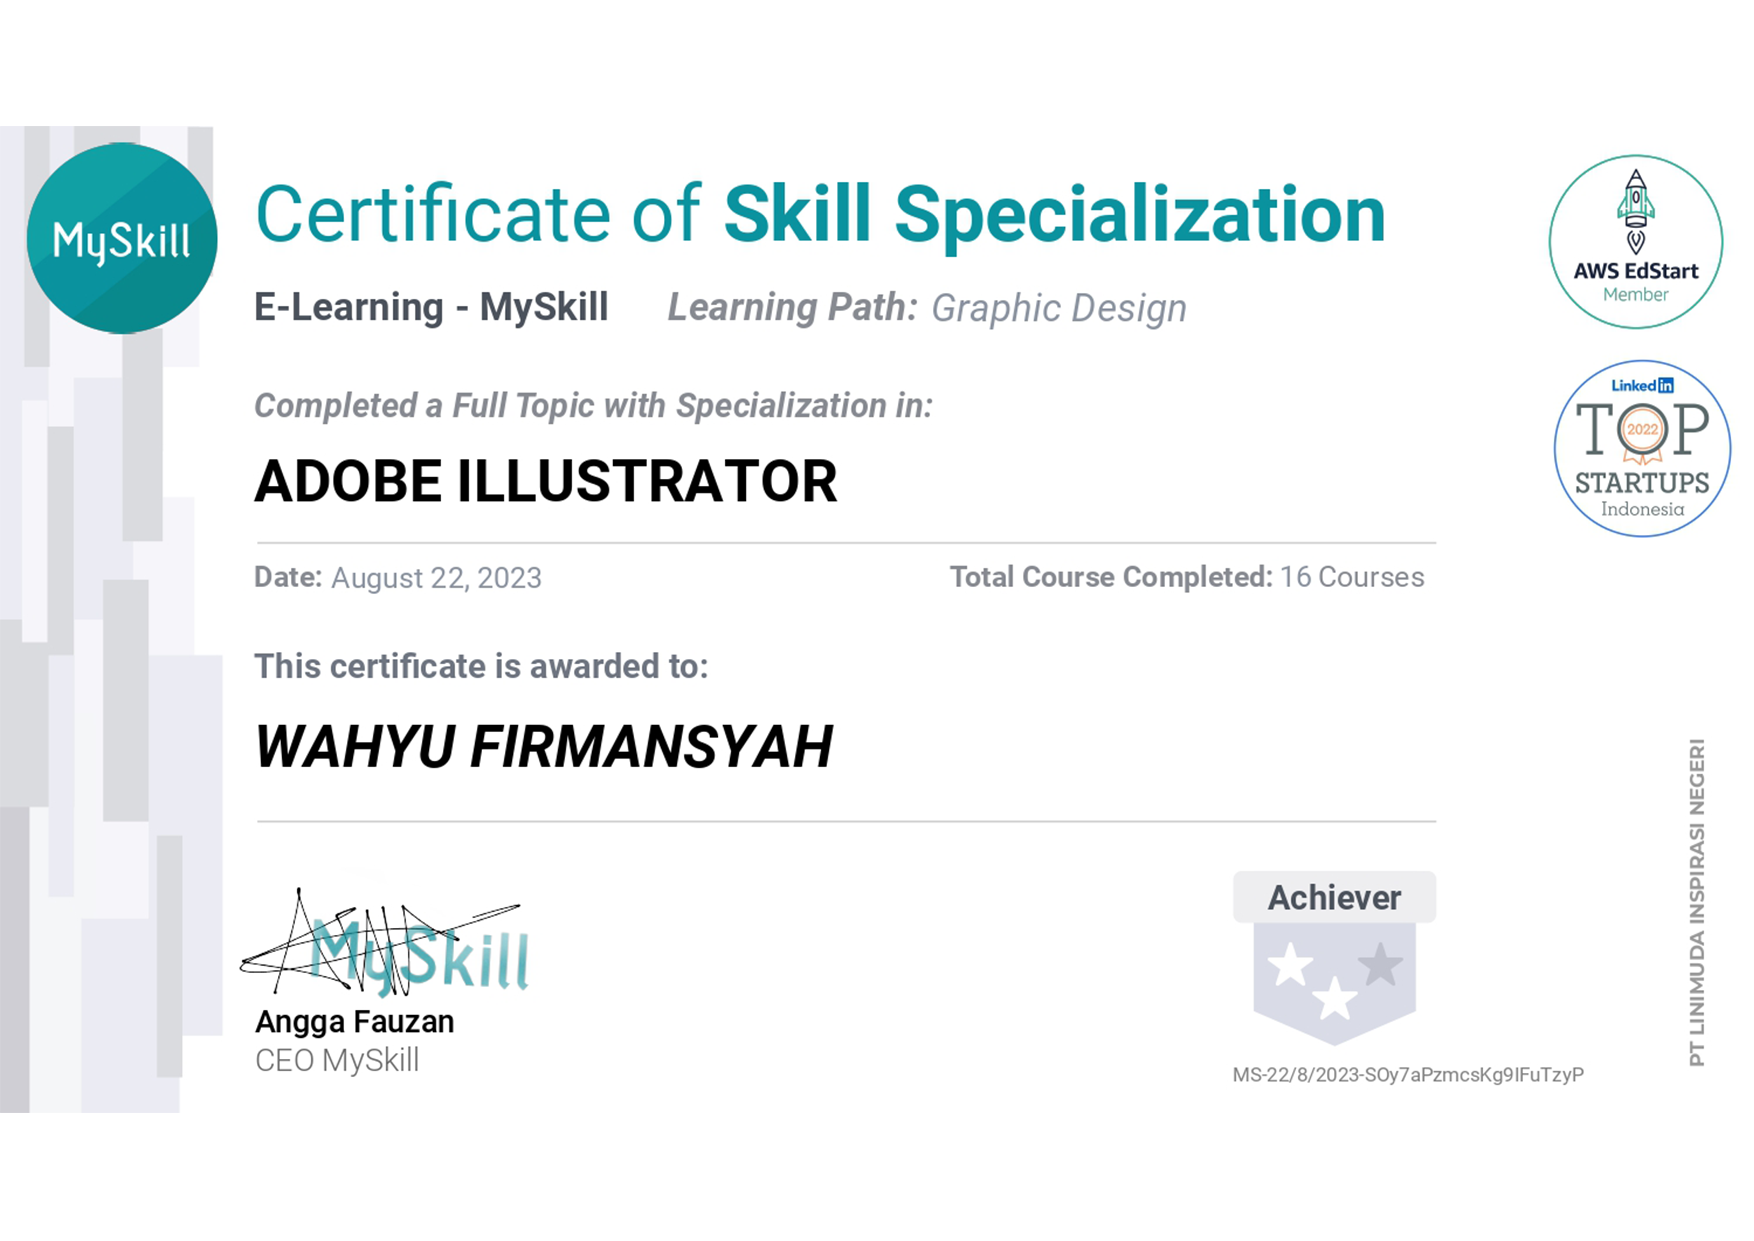 MySkill
Certificate of Skill Specialization
E-Learning - MySkill Learning Path: Graphic Design
Completed a Full Topic with Specialization in:
ADOBE ILLUSTRATOR
Date: August 22, 2023 Total Course Completed: 16 Courses
This certificate is awarded to:
WAHYU FIRMANSYAH
MySkill
Angga Fauzan
CEO MySkill
Achiever
MS-22/8/2023-SOy7aPzmcsKg9IFuTzyP
AWS EdStart
Member
Linked in
TOP
2022
STARTUPS
Indonesia
PT LINIMUDA INSPIRASI NEGERI